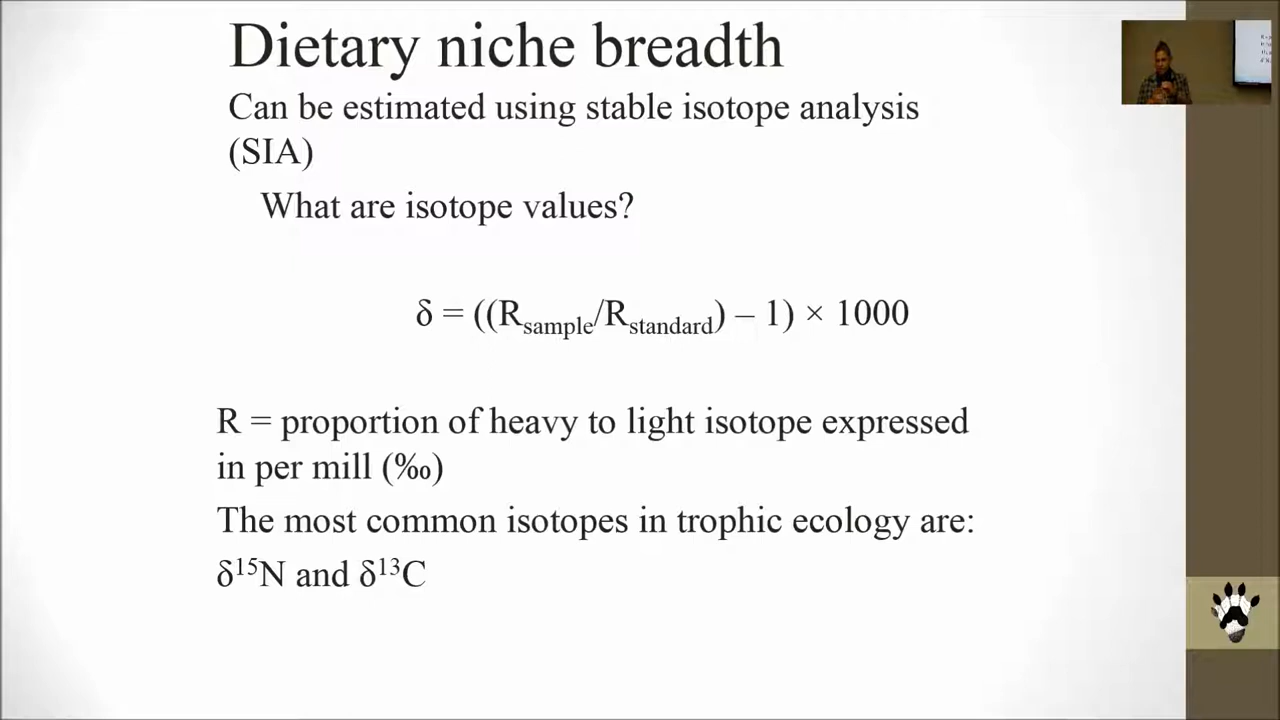 Dietary niche breadth
Can be estimated using stable isotope analysis
(SIA)
What are isotope values?
δ = ((Rsample/Rstandard) – 1) × 1000
R = proportion of heavy to light isotope expressed
in per mill (‰)
The most common isotopes in trophic ecology are:
δ¹⁵N and δ¹³C